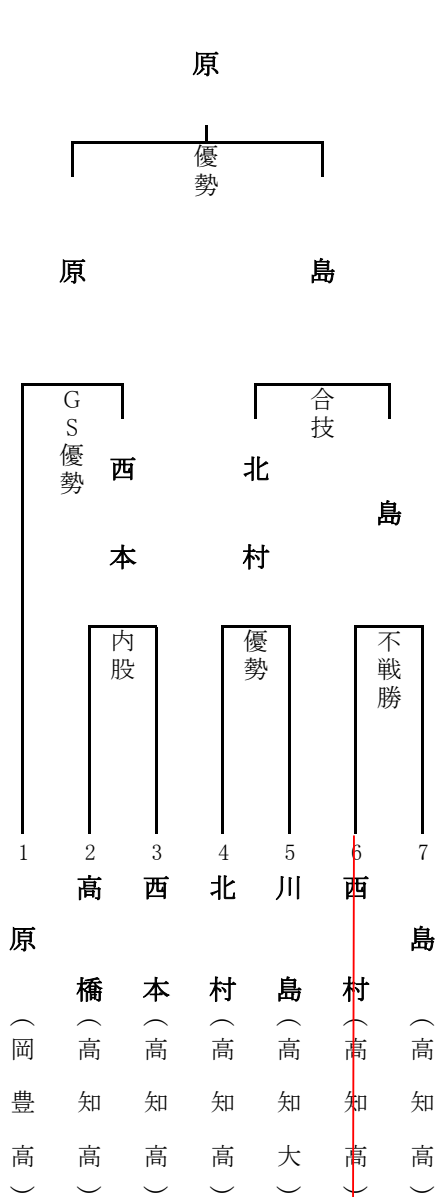 原
優勢
原
島
GS優勢
合技
西本
北村
島
内股
優勢
不戦勝
1
2
3
4
5
6
7
原（岡豊高）
高橋（高知高）
西本（高知高）
北村（高知高）
川島（高知大）
西村（高知高）
島（高知高）